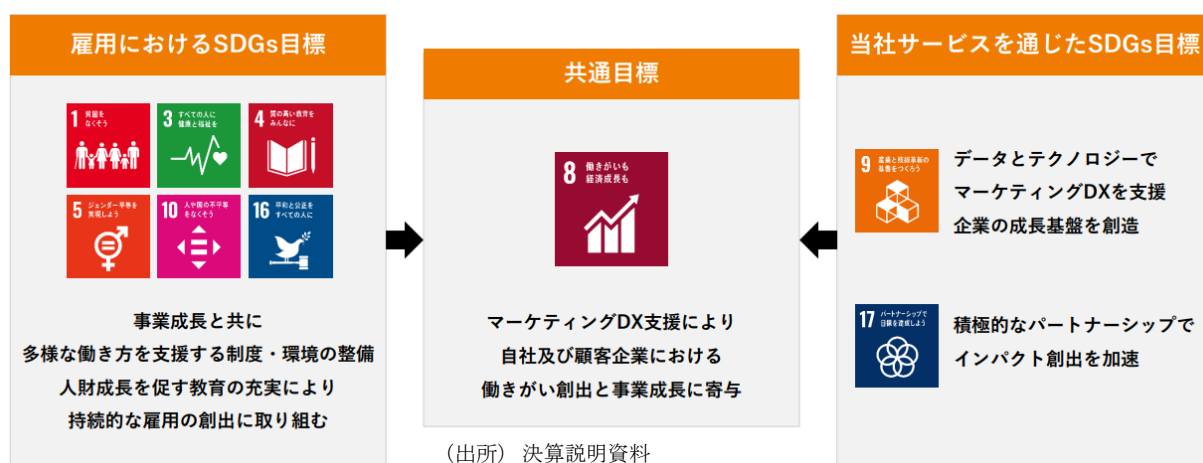 雇用におけるSDGs目標
1 貧困を
なくそう
3 すべての人に
健康と福祉を
4 質の高い教育を
みんなに
5 ジェンダー平等を
実現しよう
10 人や国の不平等
をなくそう
16 平和と公正を
すべての人に
事業成長と共に
多様な働き方を支援する制度・環境の整備
人財成長を促す教育の充実により
持続的な雇用の創出に取り組む
共通目標
8 働きがいも
経済成長も
マーケティングDX支援により
自社及び顧客企業における
働きがい創出と事業成長に寄与
(出所) 決算説明資料
当社サービスを通じたSDGs目標
9 産業と技術革新の
基盤をつくろう
データとテクノロジーで
マーケティングDXを支援
企業の成長基盤を創造
17 パートナーシップで
目標を達成しよう
積極的なパートナーシップで
インパクト創出を加速